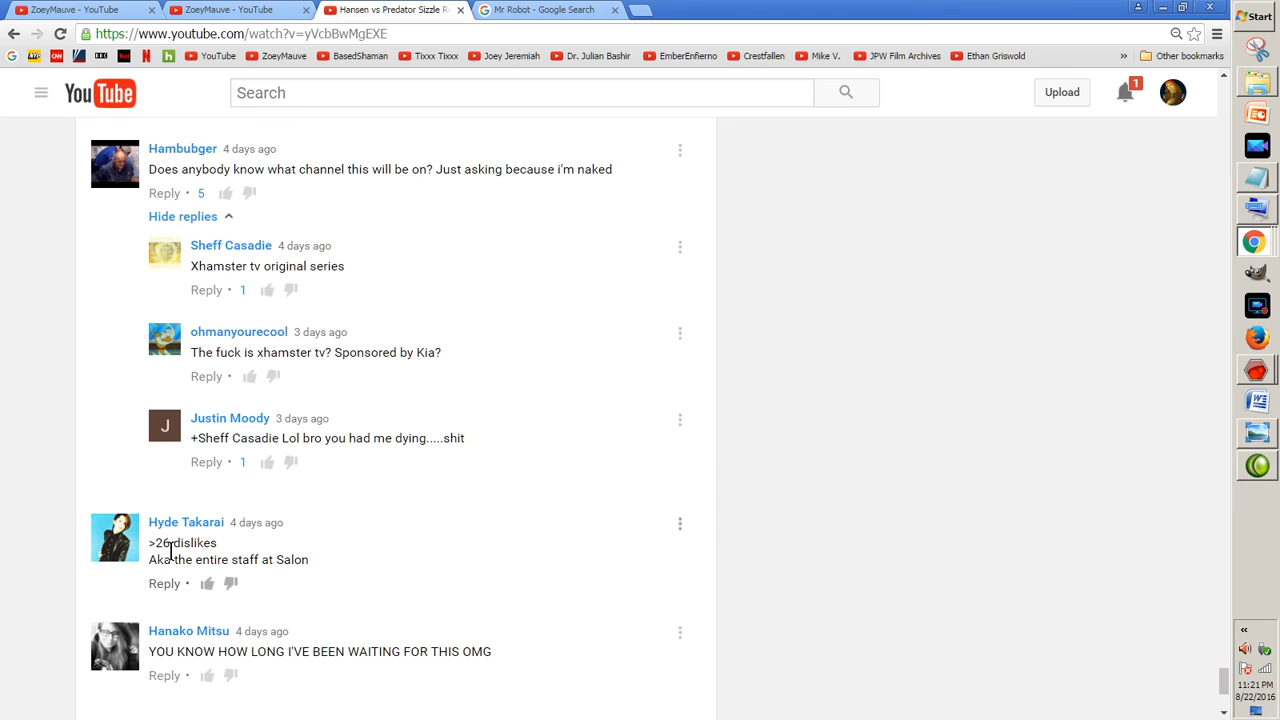 ZoeyMauve - YouTube
ZoeyMauve - YouTube
Hansen vs Predator Sizzle R
Mr Robot - Google Search
https://www.youtube.com/watch?v=yVcbBwMgEXE
YouTube
ZoeyMauve
BasedShaman
Tixxx Tixxx
Joey Jeremiah
Dr. Julian Bashir
EmberEnfierno
Crestfallen
Mike V.
JPW Film Archives
Ethan Griswold
»
Other bookmarks
Start
YouTube
Search
Upload
1
Hambubger 4 days ago
Does anybody know what channel this will be on? Just asking because i'm naked
Reply • 5
Hide replies
Sheff Casadie 4 days ago
Xhamster tv original series
Reply • 1
ohmanyourecool 3 days ago
The fuck is xhamster tv? Sponsored by Kia?
Reply •
Justin Moody 3 days ago
J
+Sheff Casadie Lol bro you had me dying.....shit
Reply • 1
Hyde Takarai 4 days ago
>26 dislikes
Aka the entire staff at Salon
Reply •
Hanako Mitsu 4 days ago
YOU KNOW HOW LONG I'VE BEEN WAITING FOR THIS OMG
Reply •
«
11:21 PM
8/22/2016